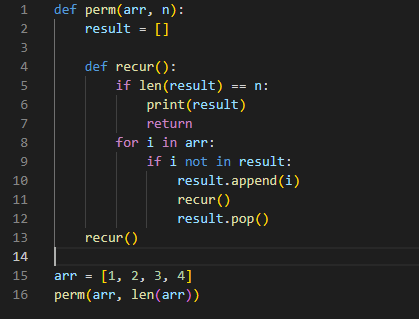 1 def perm(arr, n):
2     result = []
3
4     def recur():
5         if len(result) == n:
6             print(result)
7             return
8         for i in arr:
9             if i not in result:
10                 result.append(i)
11                 recur()
12                 result.pop()
13     recur()
14
15 arr = [1, 2, 3, 4]
16 perm(arr, len(arr))